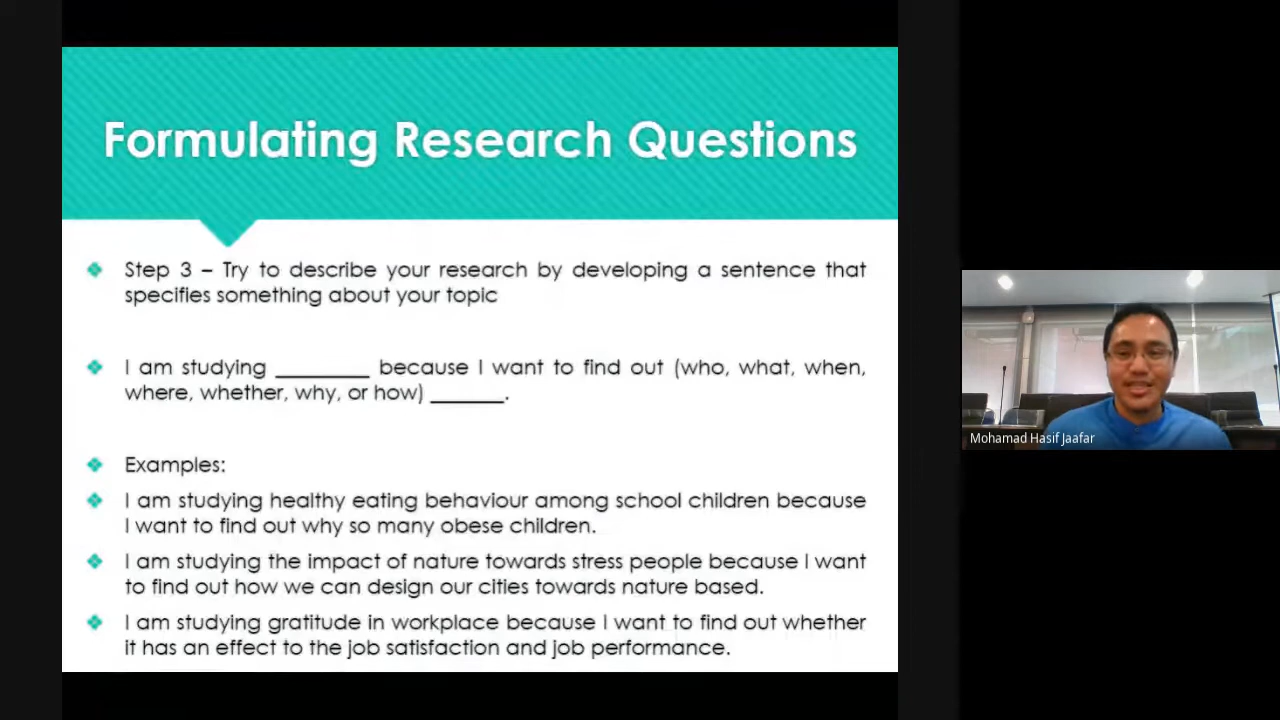 Formulating Research Questions
Step 3 – Try to describe your research by developing a sentence that
specifies something about your topic
I am studying ________ because I want to find out (who, what, when,
where, whether, why, or how) ______.
Examples:
I am studying healthy eating behaviour among school children because
I want to find out why so many obese children.
I am studying the impact of nature towards stress people because I want
to find out how we can design our cities towards nature based.
I am studying gratitude in workplace because I want to find out whether
it has an effect to the job satisfaction and job performance.
Mohamad Hasif Jaafar